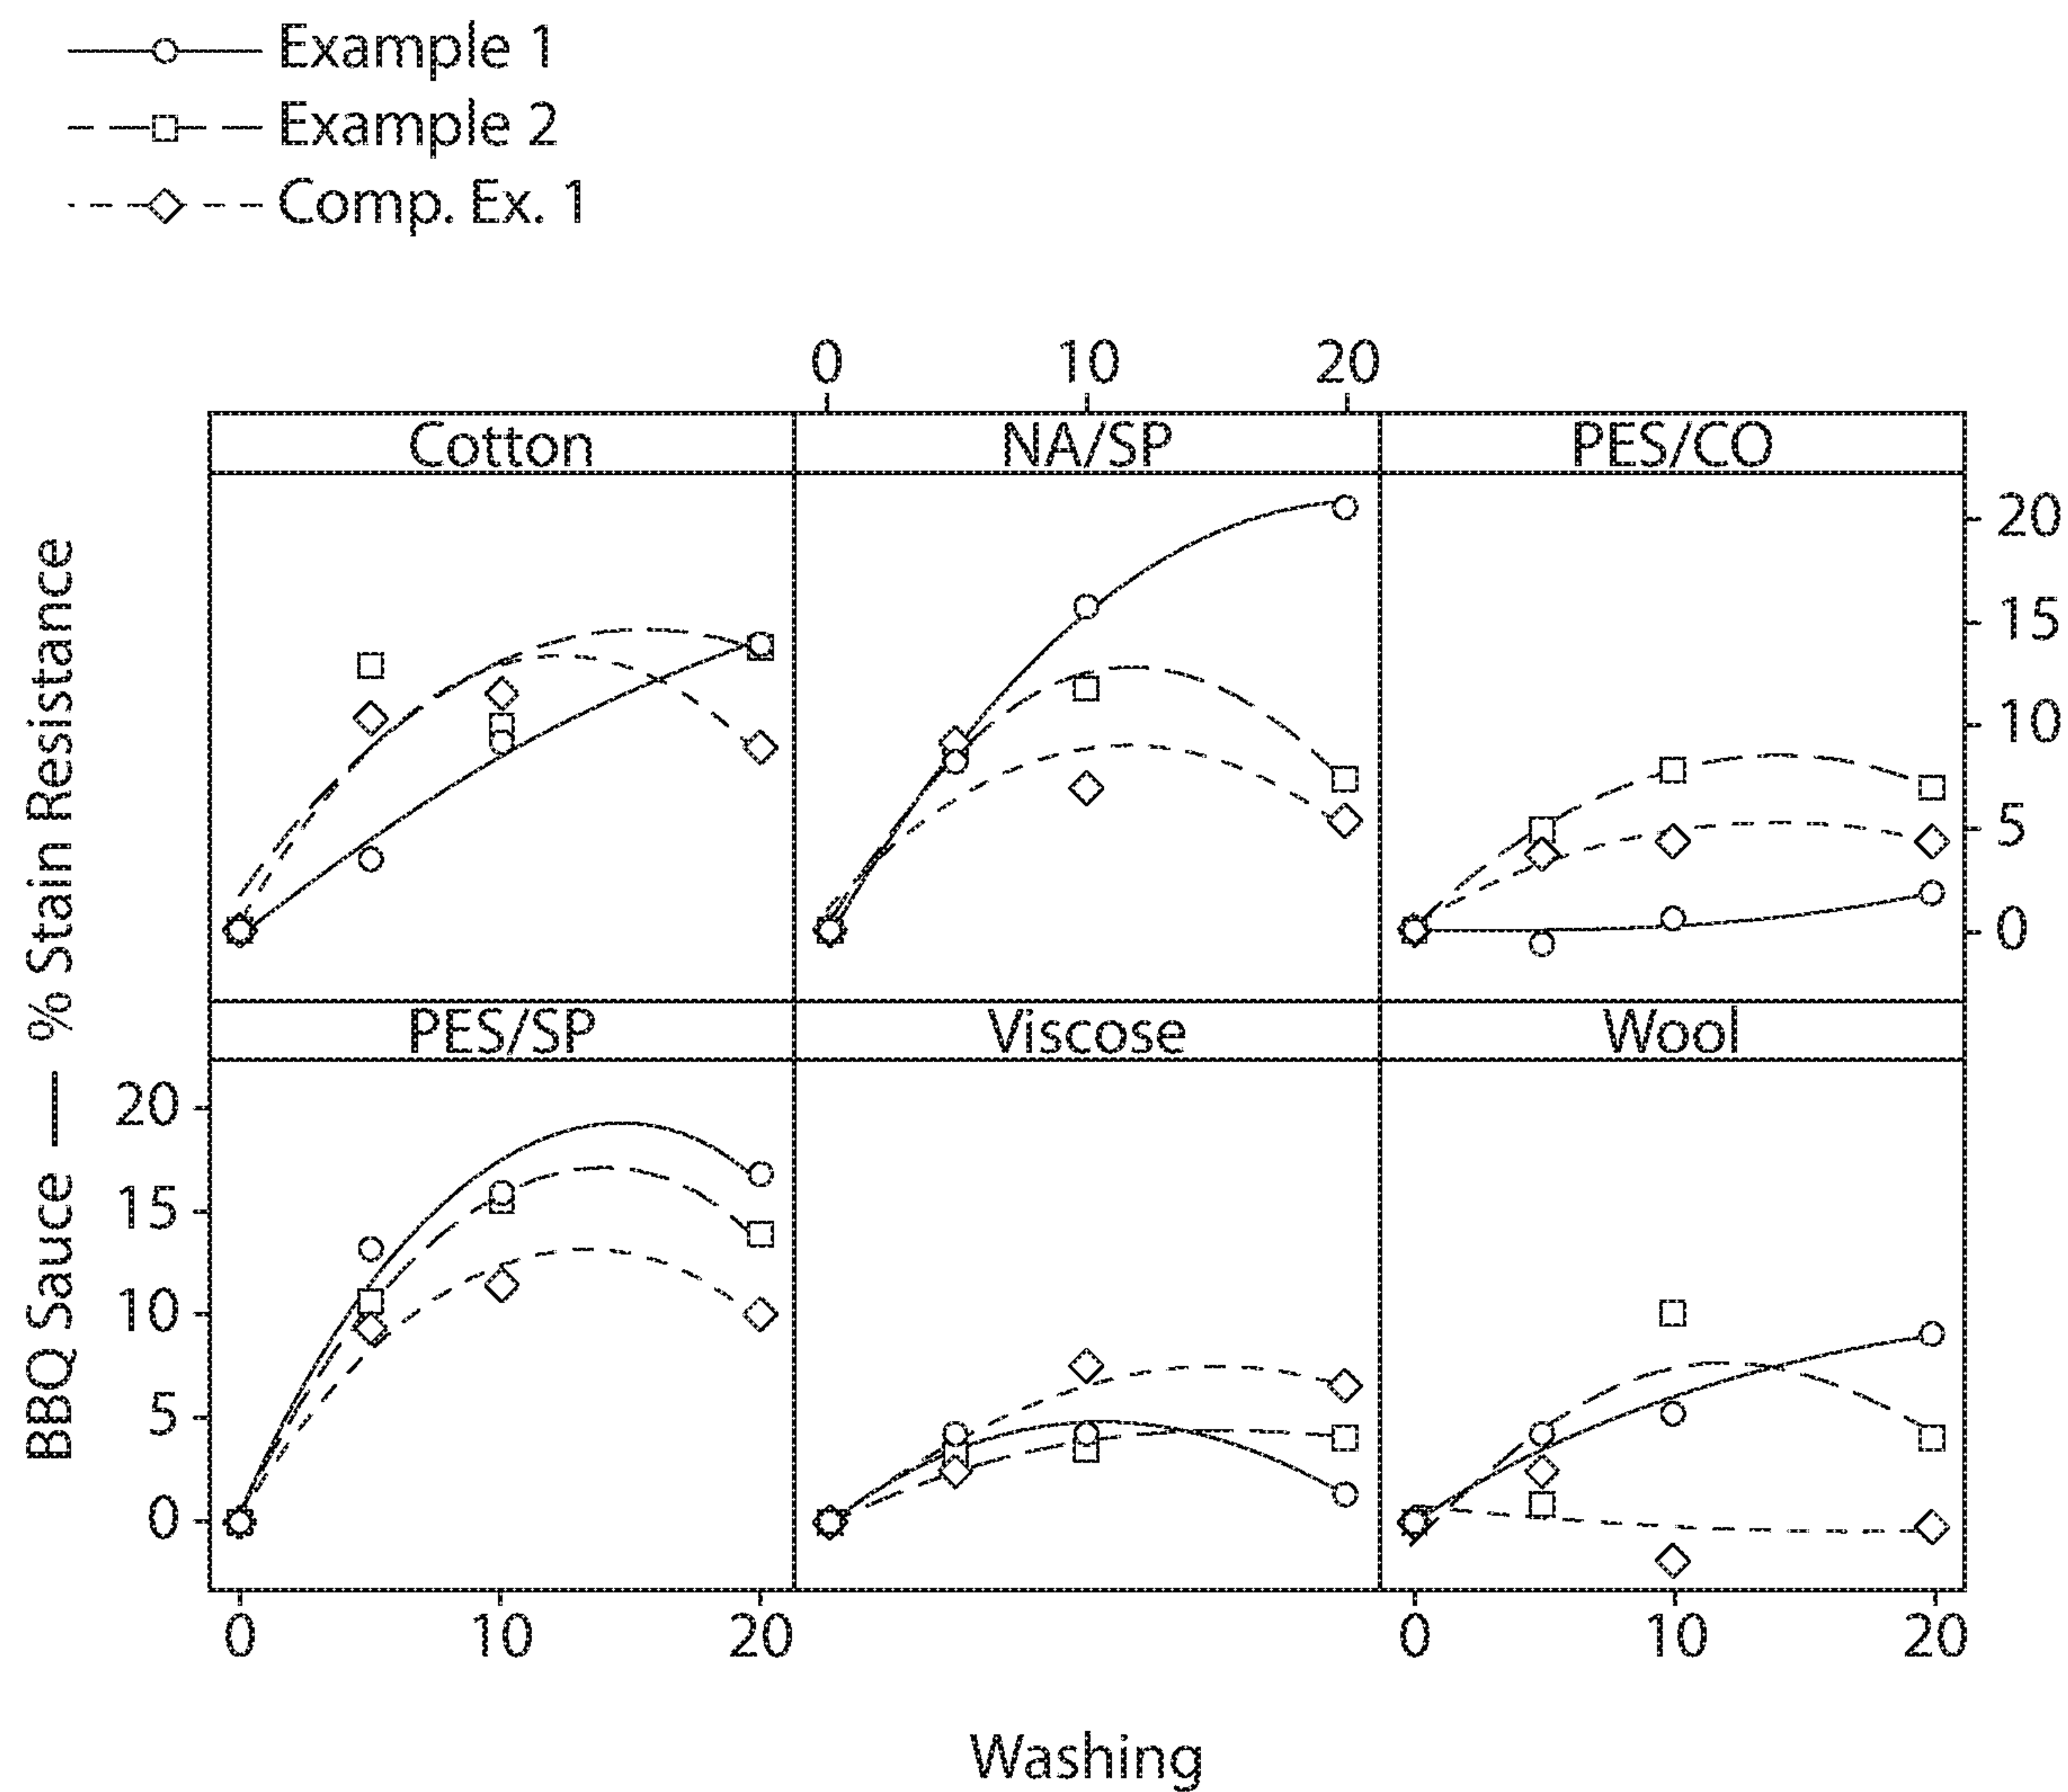 Example 1
Example 2
Comp. Ex. 1
0 10 20
Cotton NA/SP PES/CO
20
15
10
5
0
PES/SP Viscose Wool
20
15
10
5
0
0 10 20 0 10 20
BBQ Sauce — % Stain Resistance
Washing